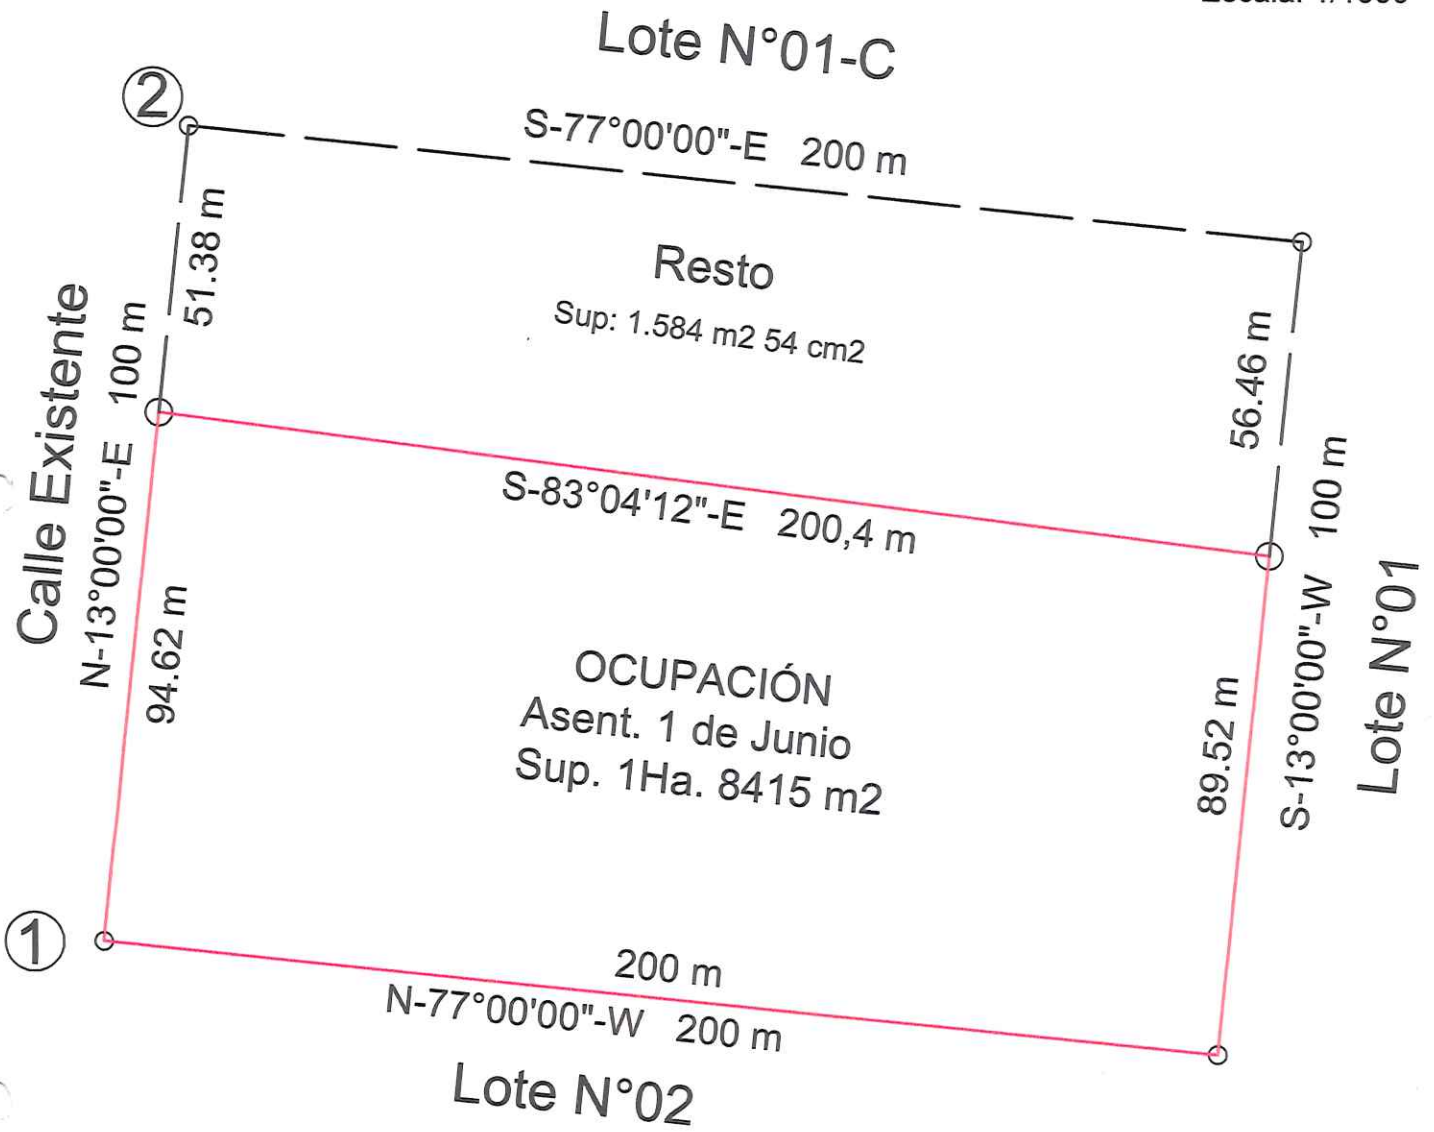 Lote N°01-C
2
S-77°00'00"-E 200 m
51.38 m
Resto
Sup: 1.584 m2 54 cm2
56.46 m
Calle Existente
N-13°00'00"-E 100 m
S-83°04'12"-E 200,4 m
94.62 m
OCUPACIÓN
Asent. 1 de Junio
Sup. 1Ha. 8415 m2
89.52 m
S-13°00'00"-W 100 m
Lote N°01
1
200 m
N-77°00'00"-W 200 m
Lote N°02